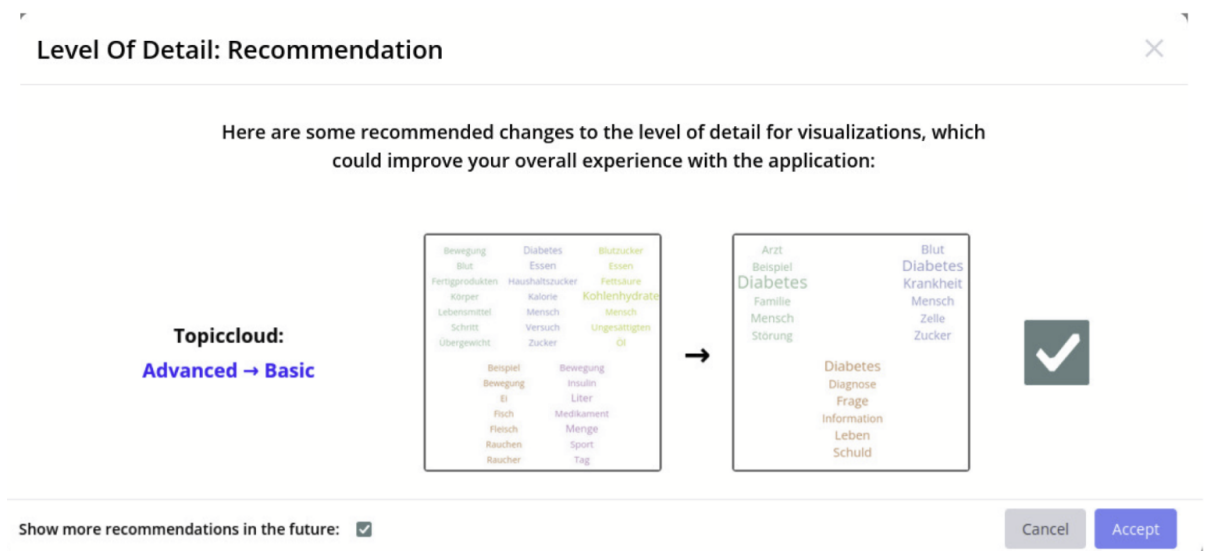 Level Of Detail: Recommendation
Here are some recommended changes to the level of detail for visualizations, which
could improve your overall experience with the application:
Topiccloud:
Advanced → Basic
Bewegung
Blut
Fertigprodukten
Körper
Lebensmittel
Schritt
Übergewicht
Diabetes
Essen
Haushaltszucker
Kalorie
Mensch
Versuch
Zucker
Blutzucker
Essen
Fettsäure
Kohlenhydrate
Mensch
Ungesättigten
Öl
Beispiel
Bewegung
Ei
Fisch
Fleisch
Rauchen
Raucher
Bewegung
Insulin
Liter
Medikament
Menge
Sport
Tag
→
Arzt
Beispiel
Diabetes
Familie
Mensch
Störung
Blut
Diabetes
Krankheit
Mensch
Zelle
Zucker
Diabetes
Diagnose
Frage
Information
Leben
Schuld
Show more recommendations in the future:
Cancel
Accept